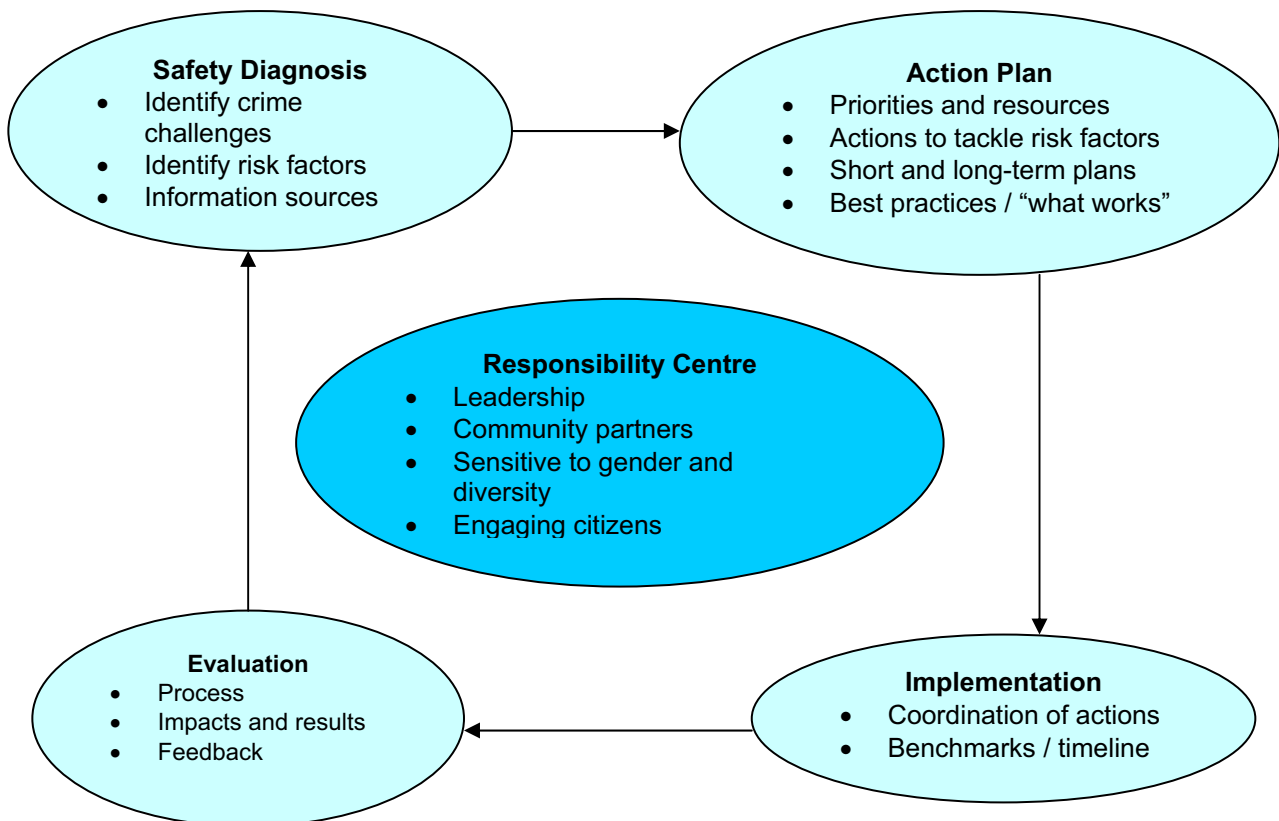 Safety Diagnosis
• Identify crime
challenges
• Identify risk factors
• Information sources
Action Plan
• Priorities and resources
• Actions to tackle risk factors
• Short and long-term plans
• Best practices / “what works”
Responsibility Centre
• Leadership
• Community partners
• Sensitive to gender and
diversity
• Engaging citizens
Evaluation
• Process
• Impacts and results
• Feedback
Implementation
• Coordination of actions
• Benchmarks / timeline